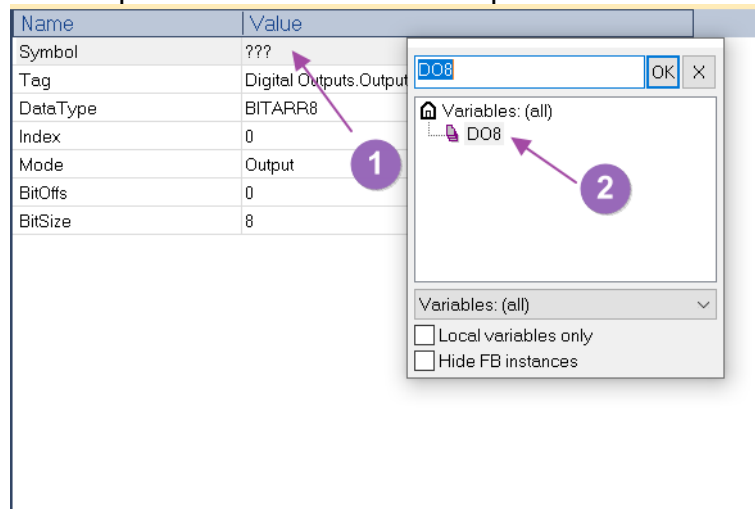 Name Value
Symbol ???
Tag Digital Outputs.Output
DataType BITARR8
Index 0
Mode Output
BitOffs 0
BitSize 8
1
DO8 OK X
Variables: (all)
DO8
2
Variables: (all)
Local variables only
Hide FB instances